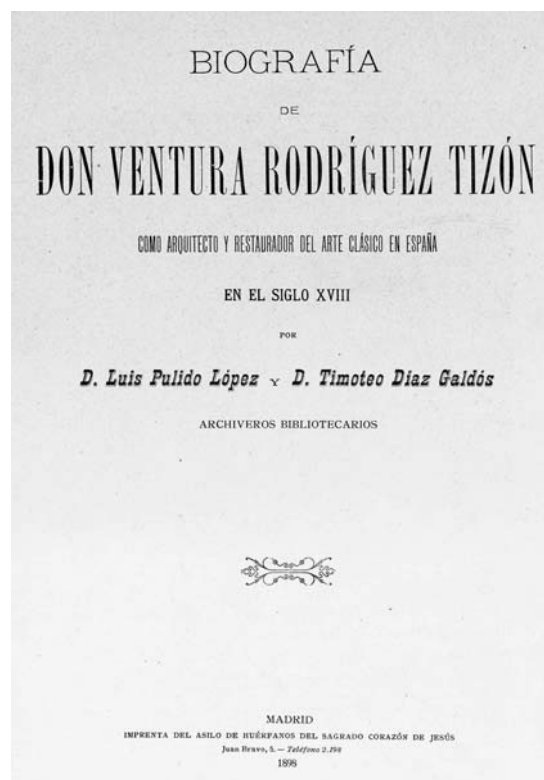 BIOGRAFÍA
DE
DON VENTURA RODRÍGUEZ TIZÓN
COMO ARQUITECTO Y RESTAURADOR DEL ARTE CLÁSICO EN ESPAÑA
EN EL SIGLO XVIII
POR
D. Luis Pulido López Y D. Timoteo Díaz Galdós
ARCHIVEROS BIBLIOTECARIOS
MADRID
IMPRENTA DEL ASILO DE HUÉRFANOS DEL SAGRADO CORAZÓN DE JESÚS
Juan Bravo, 5. — Teléfono 2.198
1898